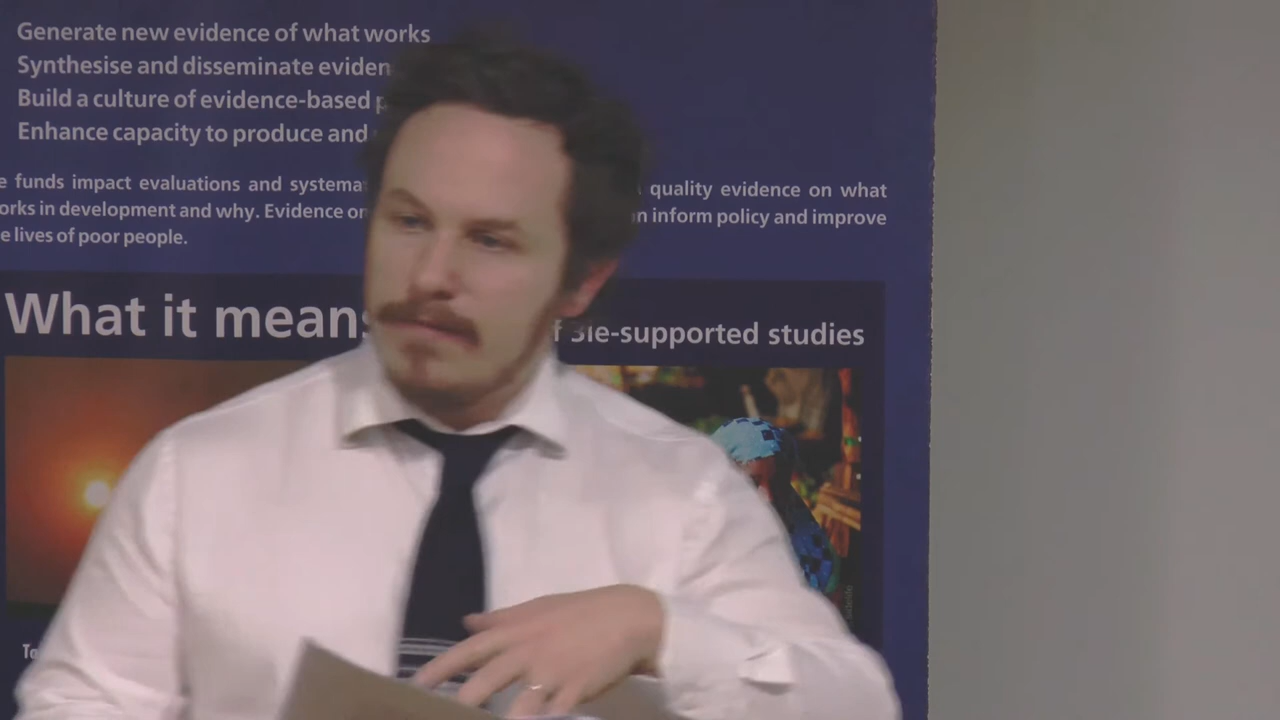 Generate new evidence of what works
Synthesise and disseminate eviden
Build a culture of evidence-based p
Enhance capacity to produce and
e funds impact evaluations and systema quality evidence on what
orks in development and why. Evidence on n inform policy and improve
e lives of poor people.
What it means f 3ie-supported studies